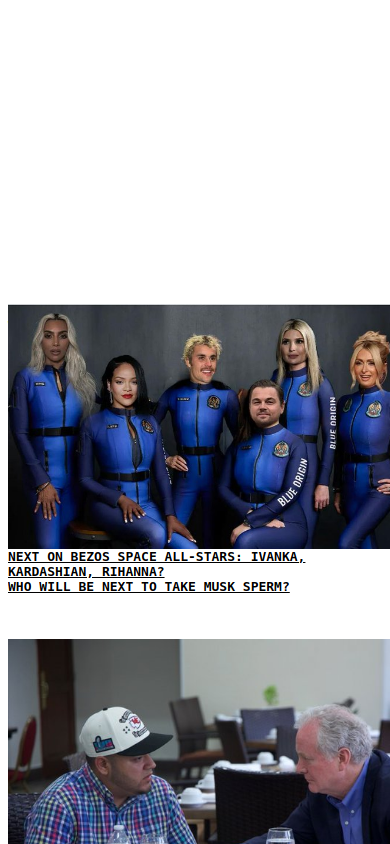 BLUE ORIGIN
BLUE ORIGIN
NEXT ON BEZOS SPACE ALL-STARS: IVANKA,
KARDASHIAN, RIHANNA?
WHO WILL BE NEXT TO TAKE MUSK SPERM?